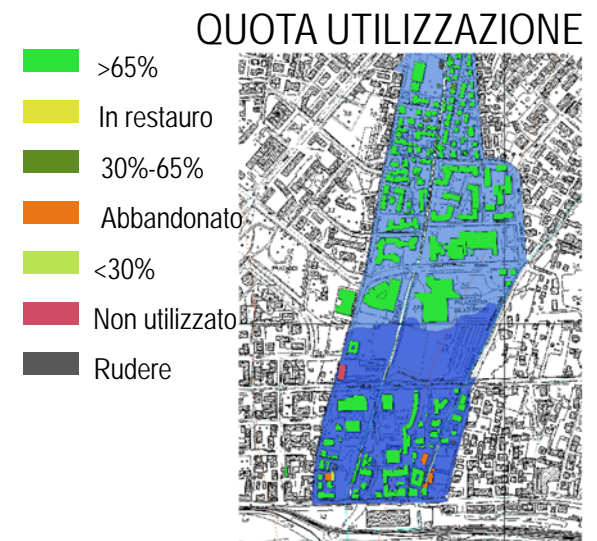 QUOTA UTILIZZAZIONE
>65%
In restauro
30%-65%
Abbandonato
<30%
Non utilizzato
Rudere